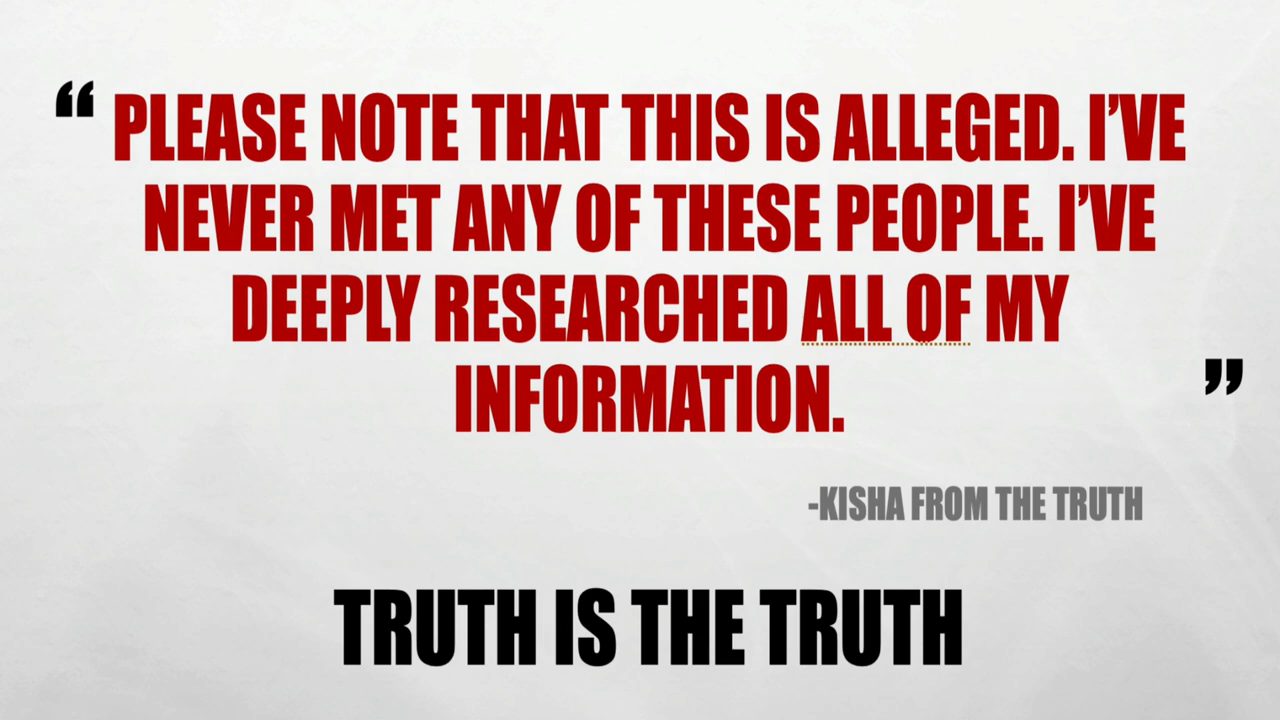 “ PLEASE NOTE THAT THIS IS ALLEGED. I’VE
NEVER MET ANY OF THESE PEOPLE. I’VE
DEEPLY RESEARCHED ALL OF MY
INFORMATION. ”
-KISHA FROM THE TRUTH
TRUTH IS THE TRUTH